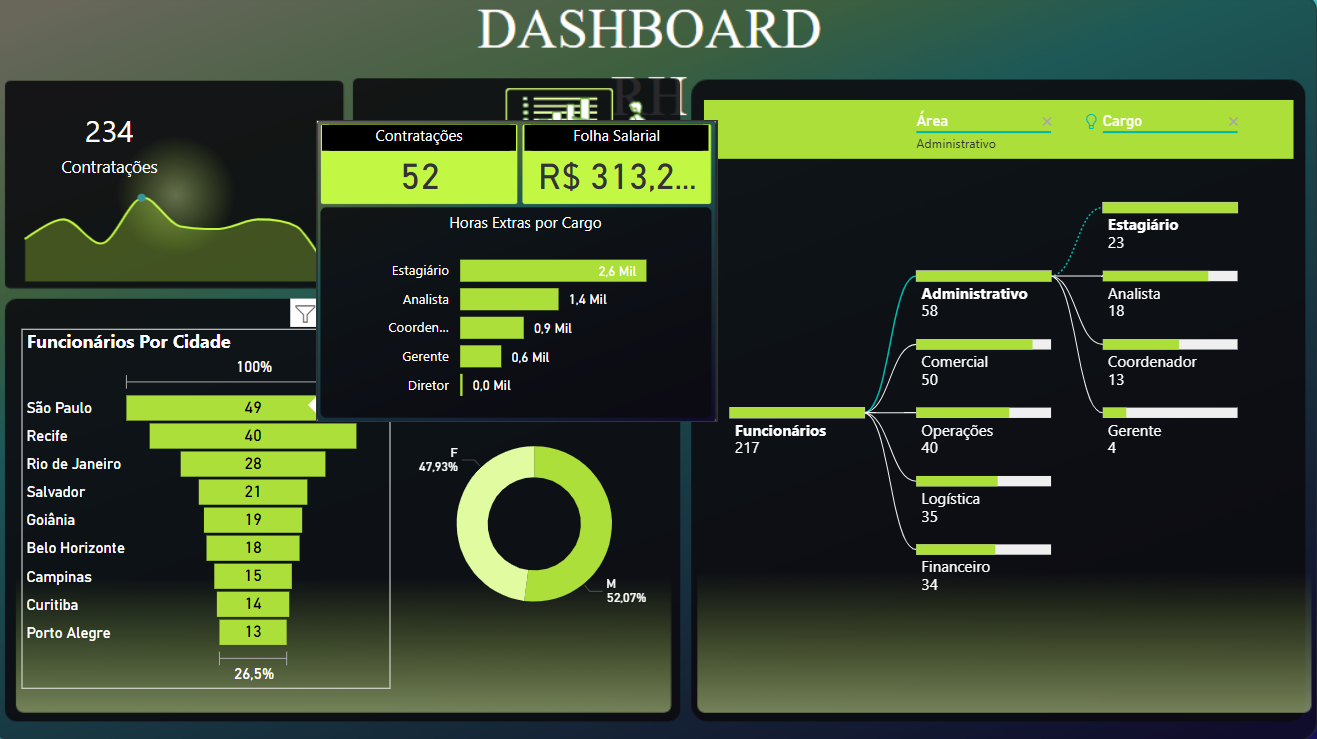 DASHBOARD
RH
234
Contratações
Contratações
52
Folha Salarial
R$ 313,2...
Horas Extras por Cargo
Estagiário 2,6 Mil
Analista 1,4 Mil
Coorden... 0,9 Mil
Gerente 0,6 Mil
Diretor 0,0 Mil
Funcionários Por Cidade
100%
São Paulo 49
Recife 40
Rio de Janeiro 28
Salvador 21
Goiânia 19
Belo Horizonte 18
Campinas 15
Curitiba 14
Porto Alegre 13
26,5%
F
47,93%
M
52,07%
Área
Administrativo
Cargo
Funcionários
217
Administrativo
58
Comercial
50
Operações
40
Logística
35
Financeiro
34
Estagiário
23
Analista
18
Coordenador
13
Gerente
4